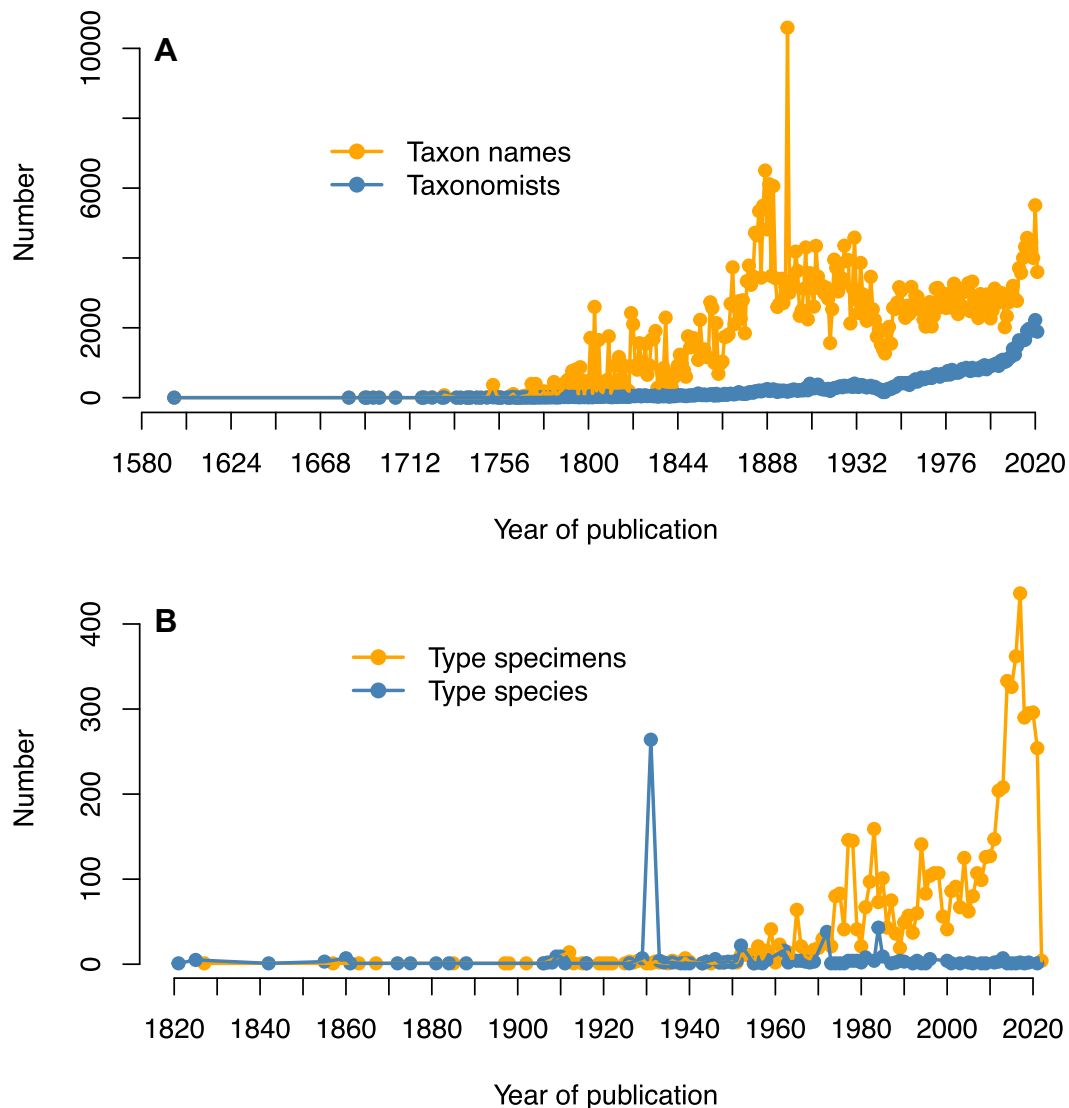 A
10000
6000
2000
0
Number
Taxon names
Taxonomists
1580 1624 1668 1712 1756 1800 1844 1888 1932 1976 2020
Year of publication
B
400
300
200
100
0
Number
Type specimens
Type species
1820 1840 1860 1880 1900 1920 1940 1960 1980 2000 2020
Year of publication